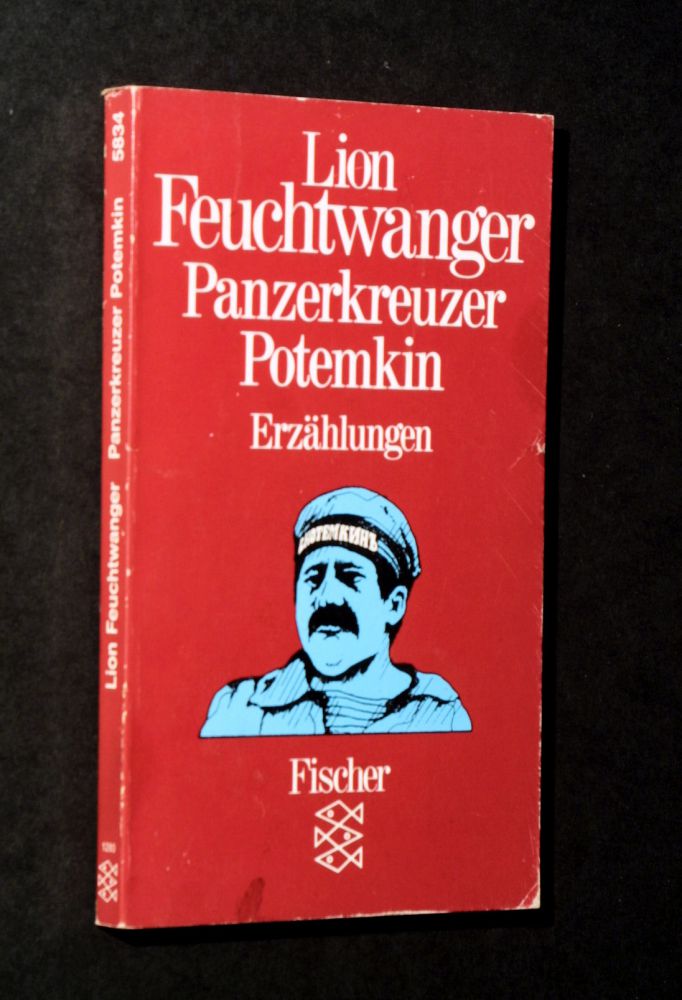 Lion
Feuchtwanger
Panzerkreuzer
Potemkin
Erzählungen
ПОТЕМКИНЪ
Fischer
Lion Feuchtwanger Panzerkreuzer Potemkin 5834